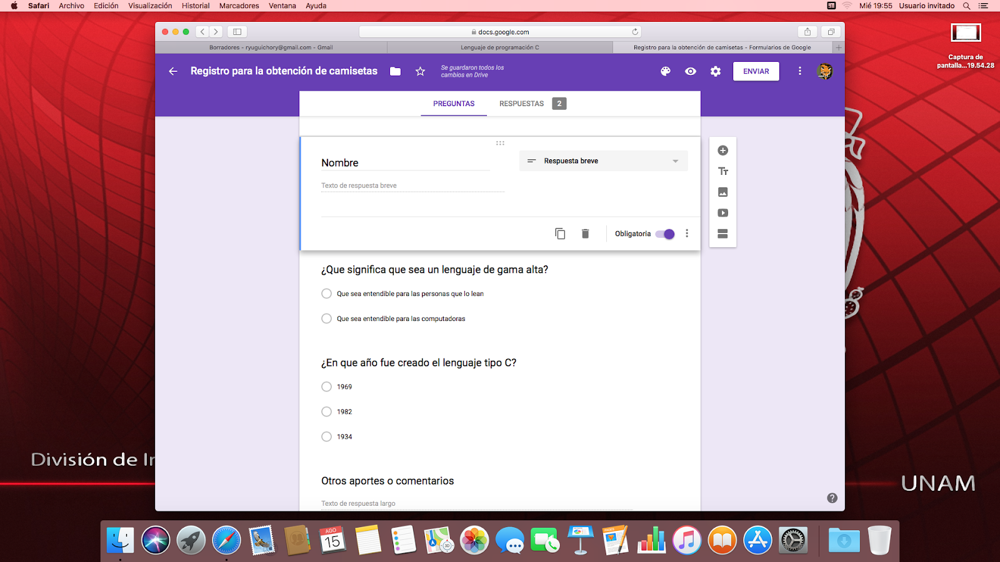 Safari Archivo Edición Visualización Historial Marcadores Ventana Ayuda Mié 19:55 Usuario invitado
docs.google.com
Borradores - ryuguichory@gmail.com - Gmail Lenguaje de programación C Registro para la obtención de camisetas - Formularios de Google
Captura de
pantalla...19.54.28
Registro para la obtención de camisetas
Se guardaron todos los
cambios en Drive
ENVIAR
PREGUNTAS RESPUESTAS 2
Nombre
Respuesta breve
Texto de respuesta breve
Obligatoria
¿Que significa que sea un lenguaje de gama alta?
Que sea entendible para las personas que lo lean
Que sea entendible para las computadoras
¿En que año fue creado el lenguaje tipo C?
1969
1982
1934
Otros aportes o comentarios
Texto de respuesta largo
División de In
UNAM
AGO
15
PAGES
3D